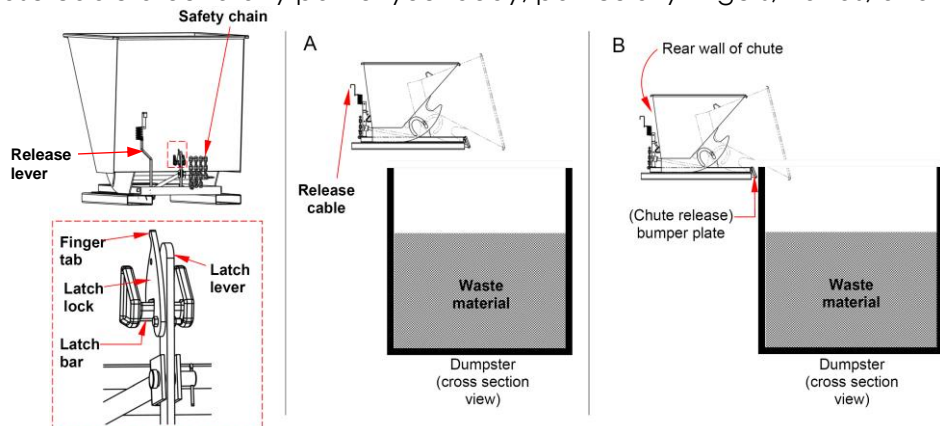 Safety chain
Release
lever
Finger
tab
Latch
lock
Latch
lever
Latch
bar
A
Release
cable
Waste
material
Dumpster
(cross section
view)
B
Rear wall of chute
(Chute release)
bumper plate
Waste
material
Dumpster
(cross section
view)